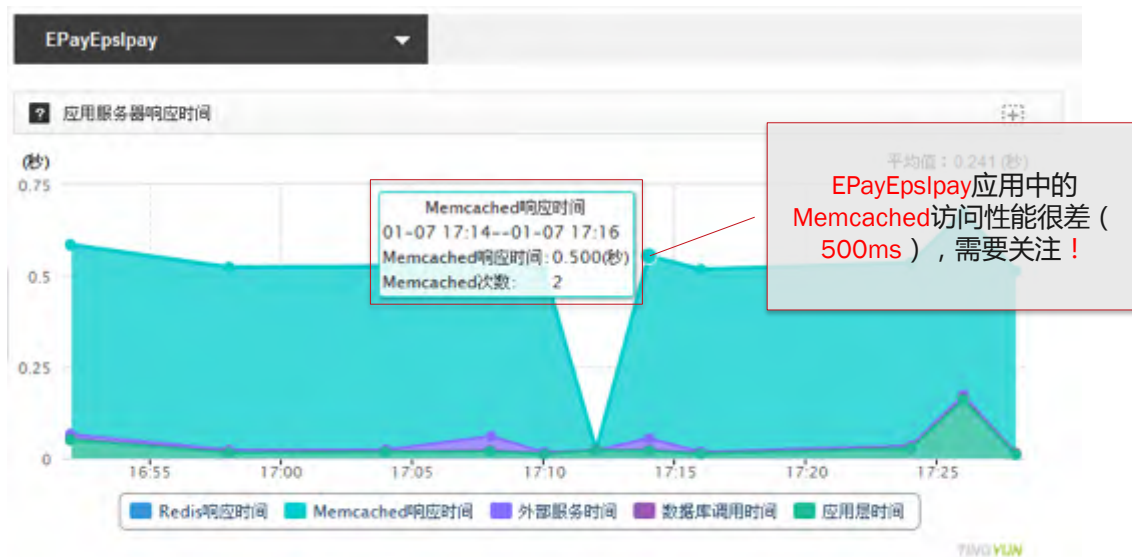 EPayEpslpay
? 应用服务器响应时间
(秒)
平均值：0.241 (秒)
0.75
0.5
0.25
0
Memcached响应时间
01-07 17:14--01-07 17:16
Memcached响应时间：0.500(秒)
Memcached次数： 2
EPayEpslpay应用中的
Memcached访问性能很差（
500ms），需要关注！
16:55 17:00 17:05 17:10 17:15 17:20 17:25
Redis响应时间 Memcached响应时间 外部服务时间 数据库调用时间 应用层时间
TINGYUN